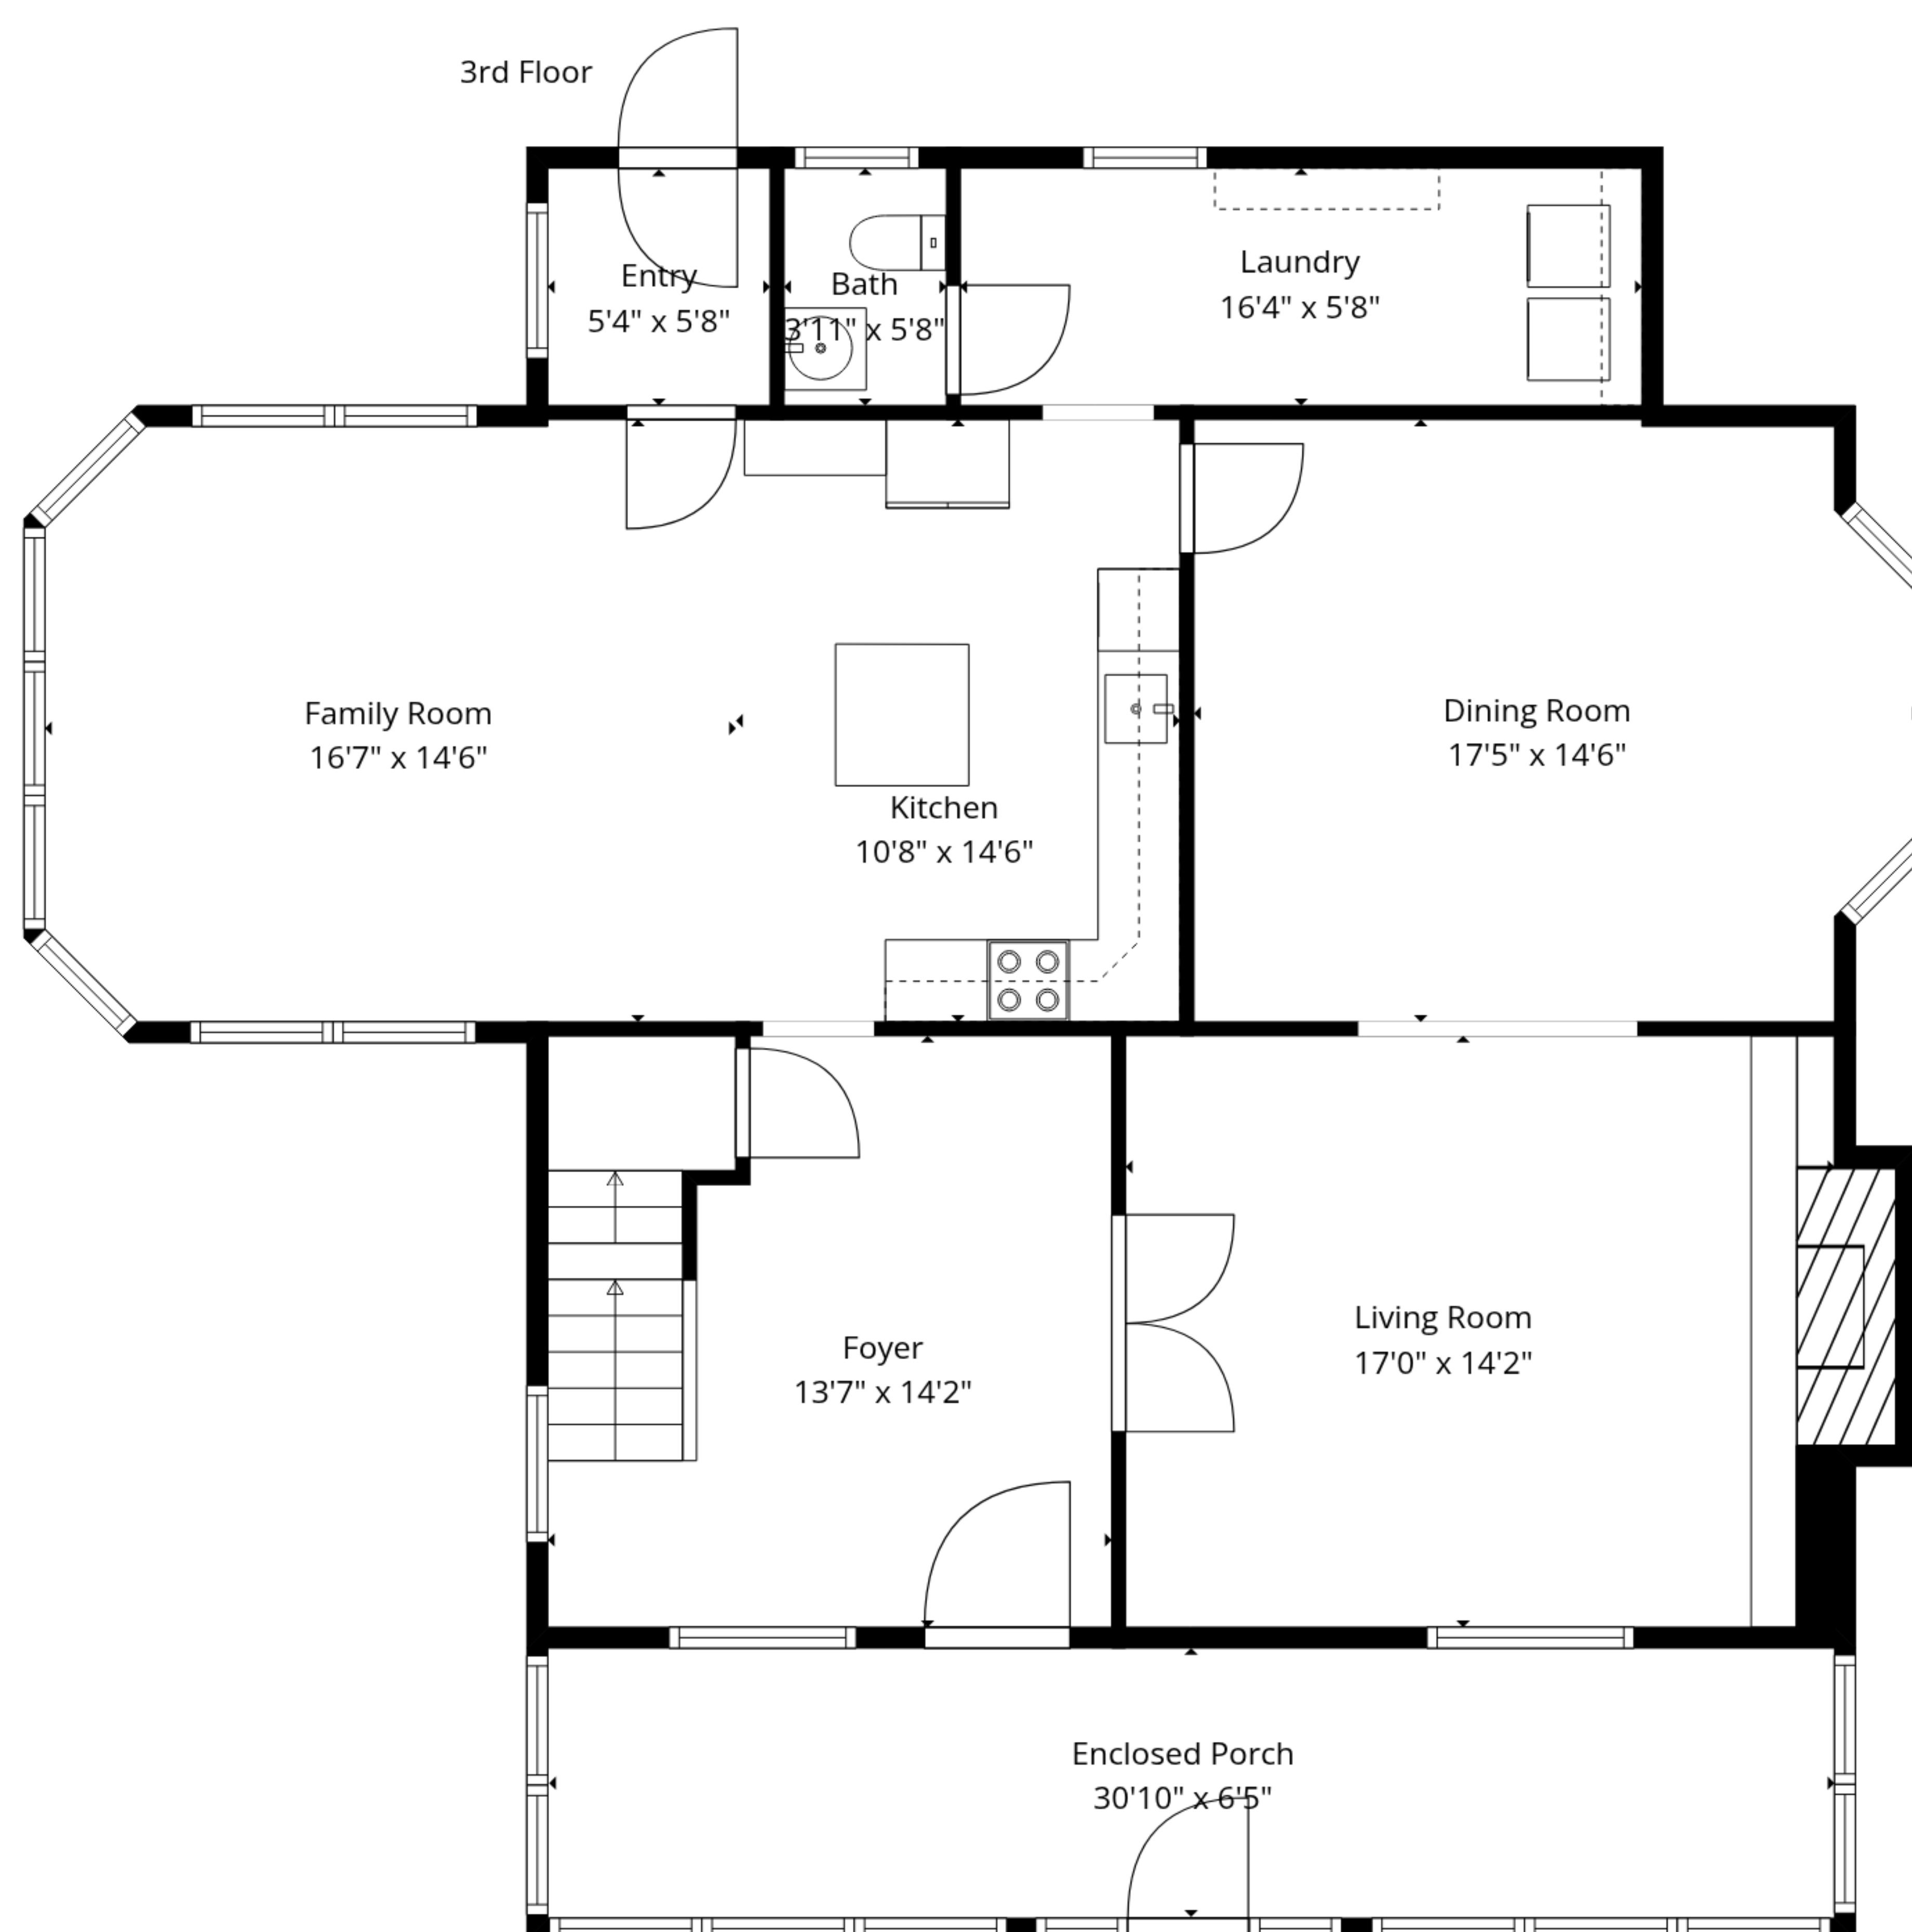 3rd Floor
Entry
5'4" x 5'8"
Bath
3'11" x 5'8"
Laundry
16'4" x 5'8"
Family Room
16'7" x 14'6"
Kitchen
10'8" x 14'6"
Dining Room
17'5" x 14'6"
Foyer
13'7" x 14'2"
Living Room
17'0" x 14'2"
Enclosed Porch
30'10" x 6'5"